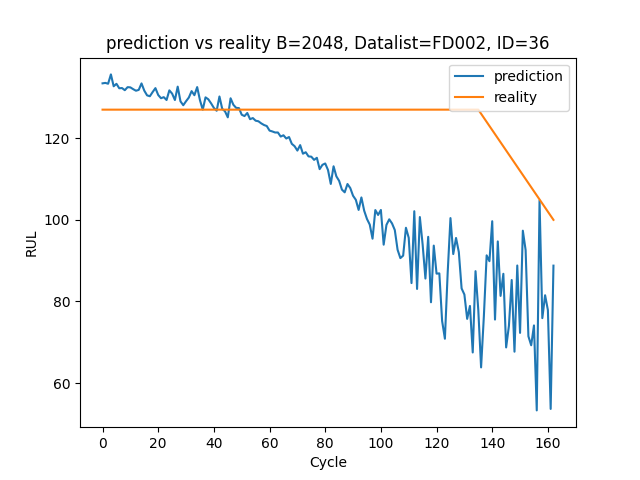 prediction vs reality B=2048, Datalist=FD002, ID=36
prediction
reality
RUL
120
100
80
60
0 20 40 60 80 100 120 140 160
Cycle